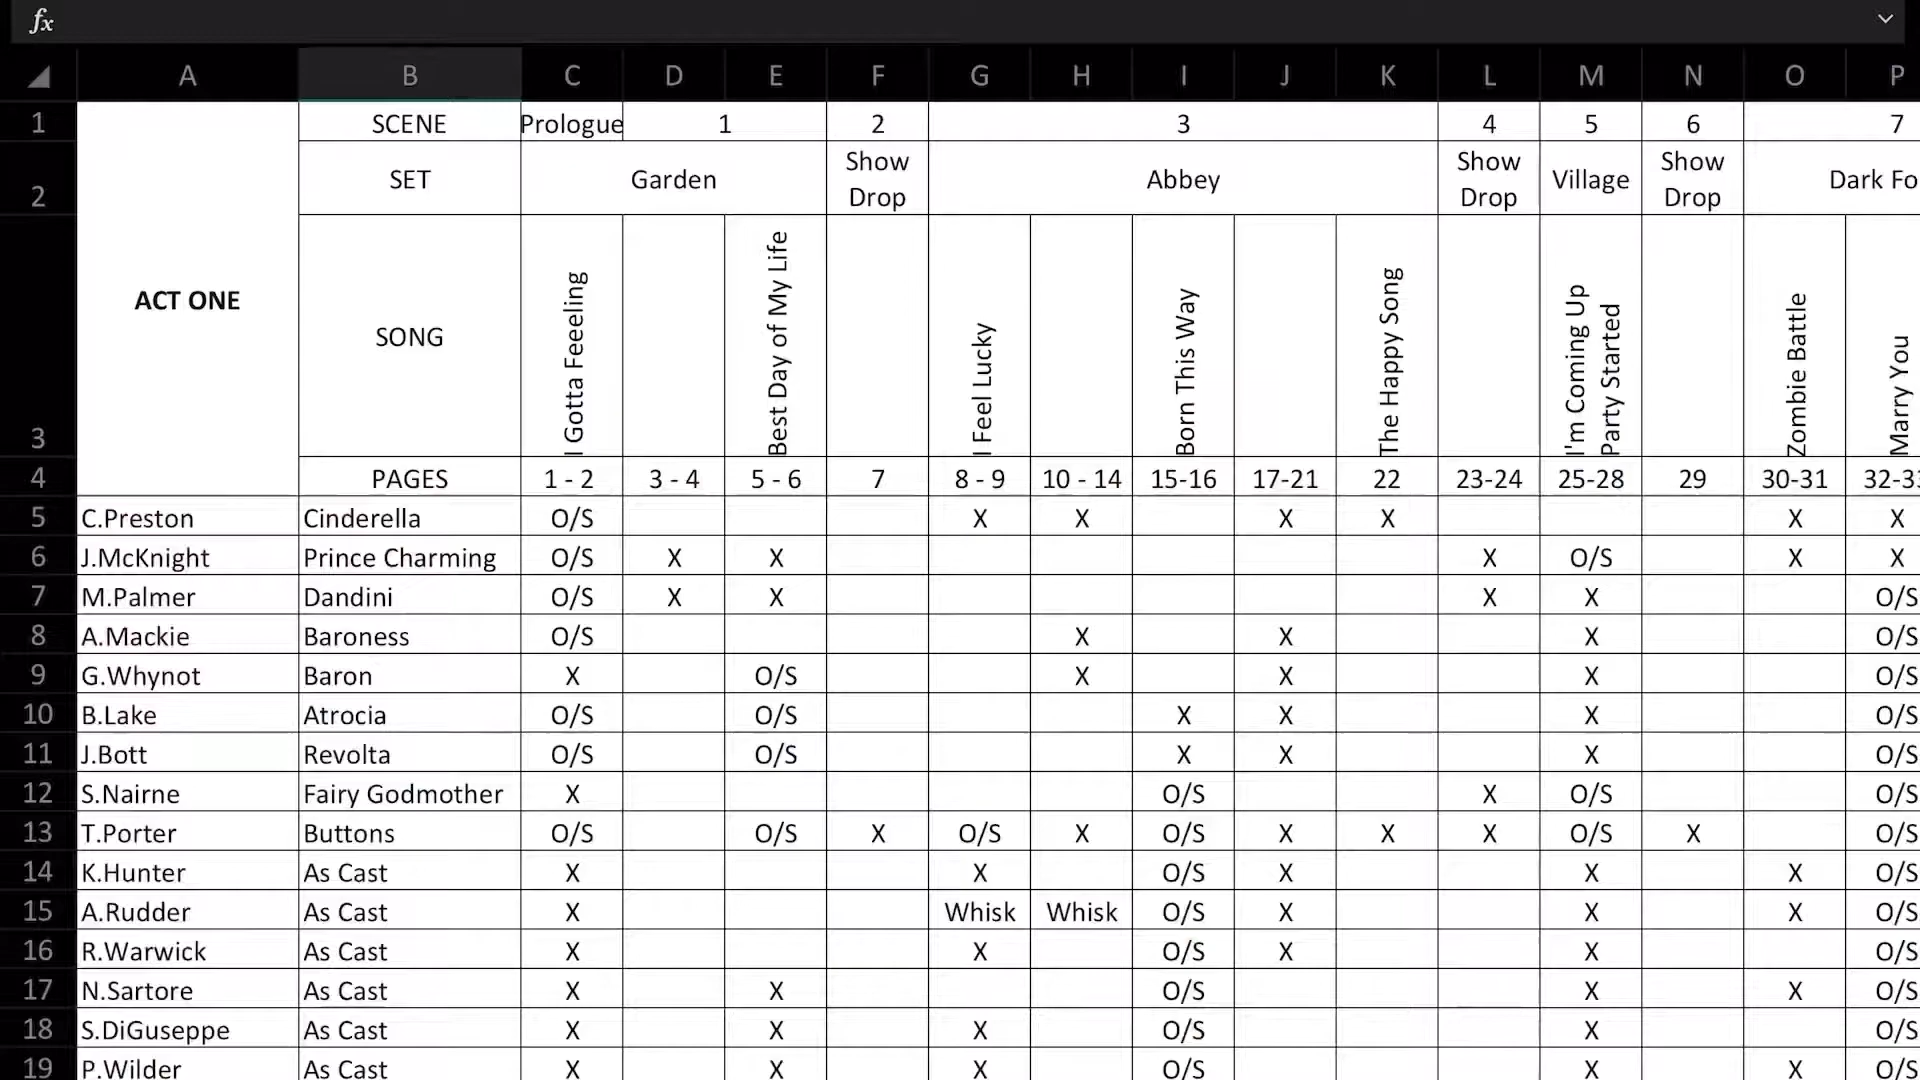 fx
A B C D E F G H I J K L M N O P
1 SCENE Prologue 1 2 3 4 5 6 7
2 SET Garden Show Drop Abbey Show Drop Village Show Drop Dark Fo
ACT ONE
3 SONG I Gotta Feeeling Best Day of My Life I Feel Lucky Born This Way The Happy Song I'm Coming Up Party Started Zombie Battle Marry You
4 PAGES 1 - 2 3 - 4 5 - 6 7 8 - 9 10 - 14 15-16 17-21 22 23-24 25-28 29 30-31 32-33
5 C.Preston Cinderella O/S X X X X X X
6 J.McKnight Prince Charming O/S X X X O/S X X
7 M.Palmer Dandini O/S X X X X O/S
8 A.Mackie Baroness O/S X X X O/S
9 G.Whynot Baron X O/S X X X O/S
10 B.Lake Atrocia O/S O/S X X X O/S
11 J.Bott Revolta O/S O/S X X X O/S
12 S.Nairne Fairy Godmother X O/S X O/S O/S
13 T.Porter Buttons O/S O/S X O/S X O/S X X X O/S X O/S
14 K.Hunter As Cast X X O/S X X X O/S
15 A.Rudder As Cast X Whisk Whisk O/S X X X O/S
16 R.Warwick As Cast X X O/S X X O/S
17 N.Sartore As Cast X X O/S X X O/S
18 S.DiGuseppe As Cast X X X O/S X O/S
19 P.Wilder As Cast X X X O/S X X O/S